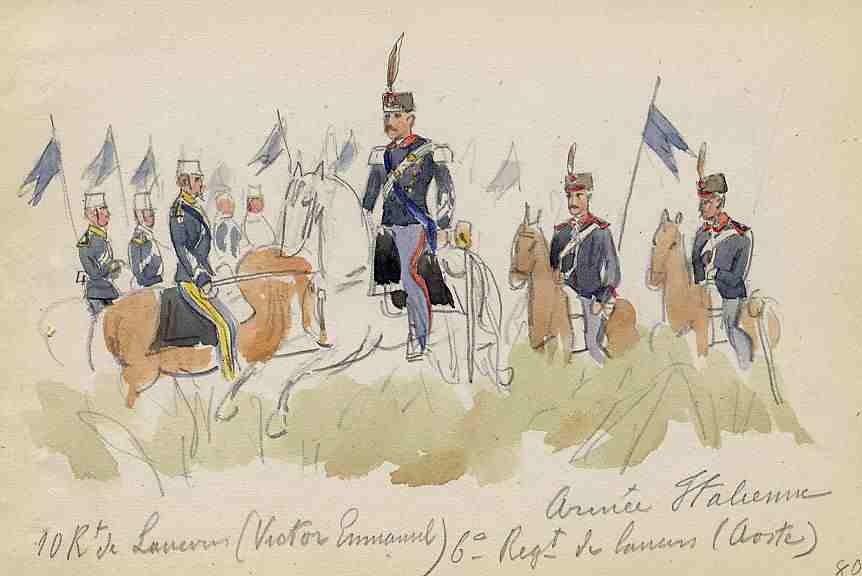 Armée Italienne
10 Rt de Lanciers (Victor Emmanuel) 6e Regt de lanciers (Aoste)
80